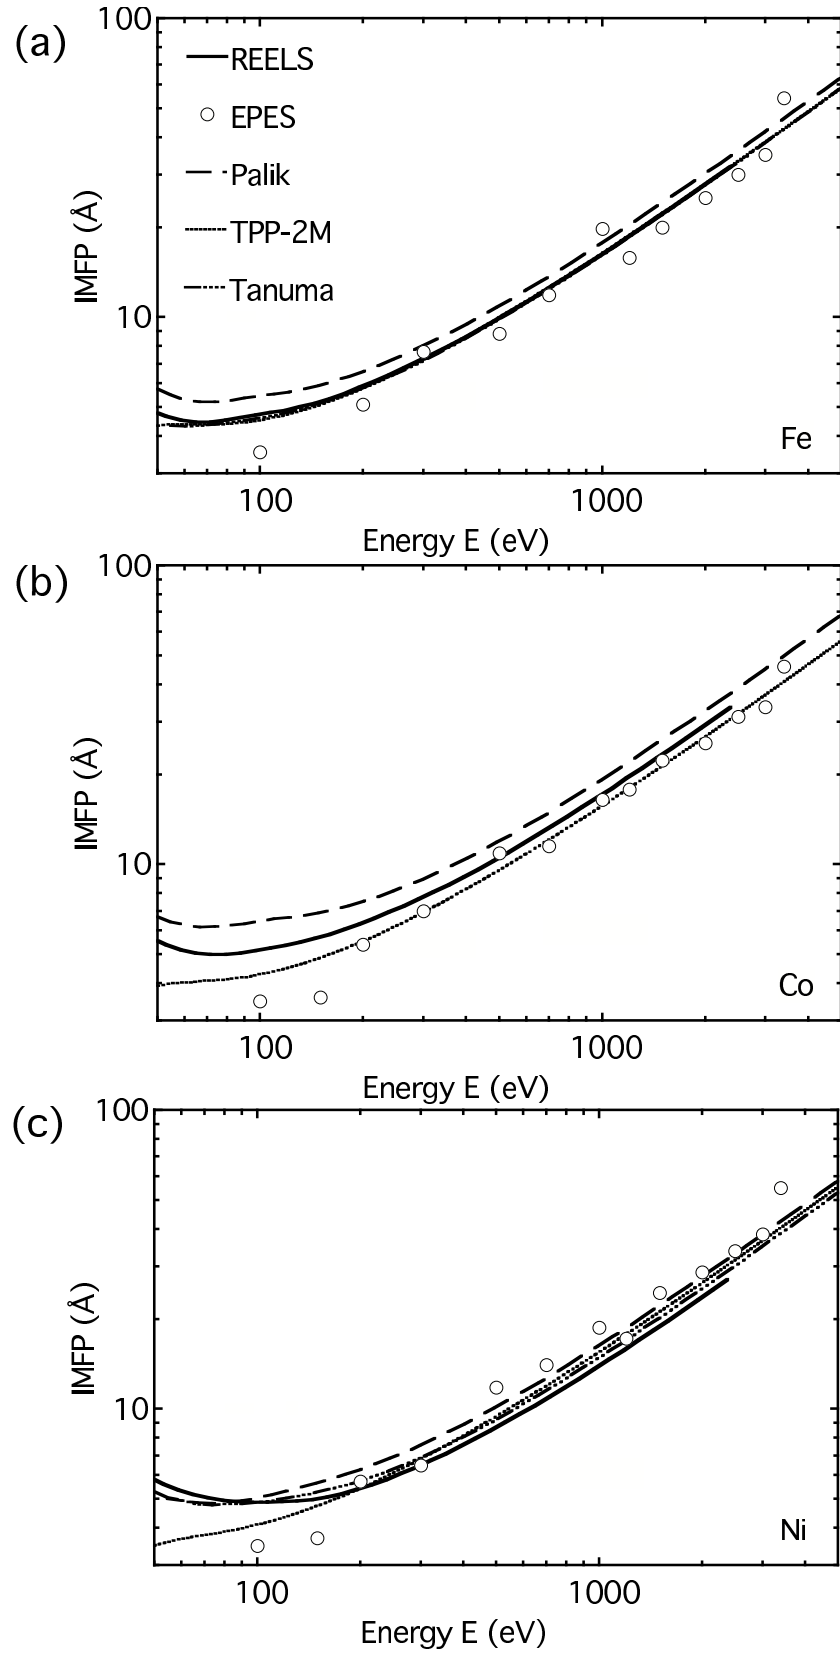 (a)
100
REELS
EPES
Palik
TPP-2M
Tanuma
IMFP (Å)
10
Fe
100 1000
Energy E (eV)
(b)
100
IMFP (Å)
10
Co
100 1000
Energy E (eV)
(c)
100
IMFP (Å)
10
Ni
100 1000
Energy E (eV)